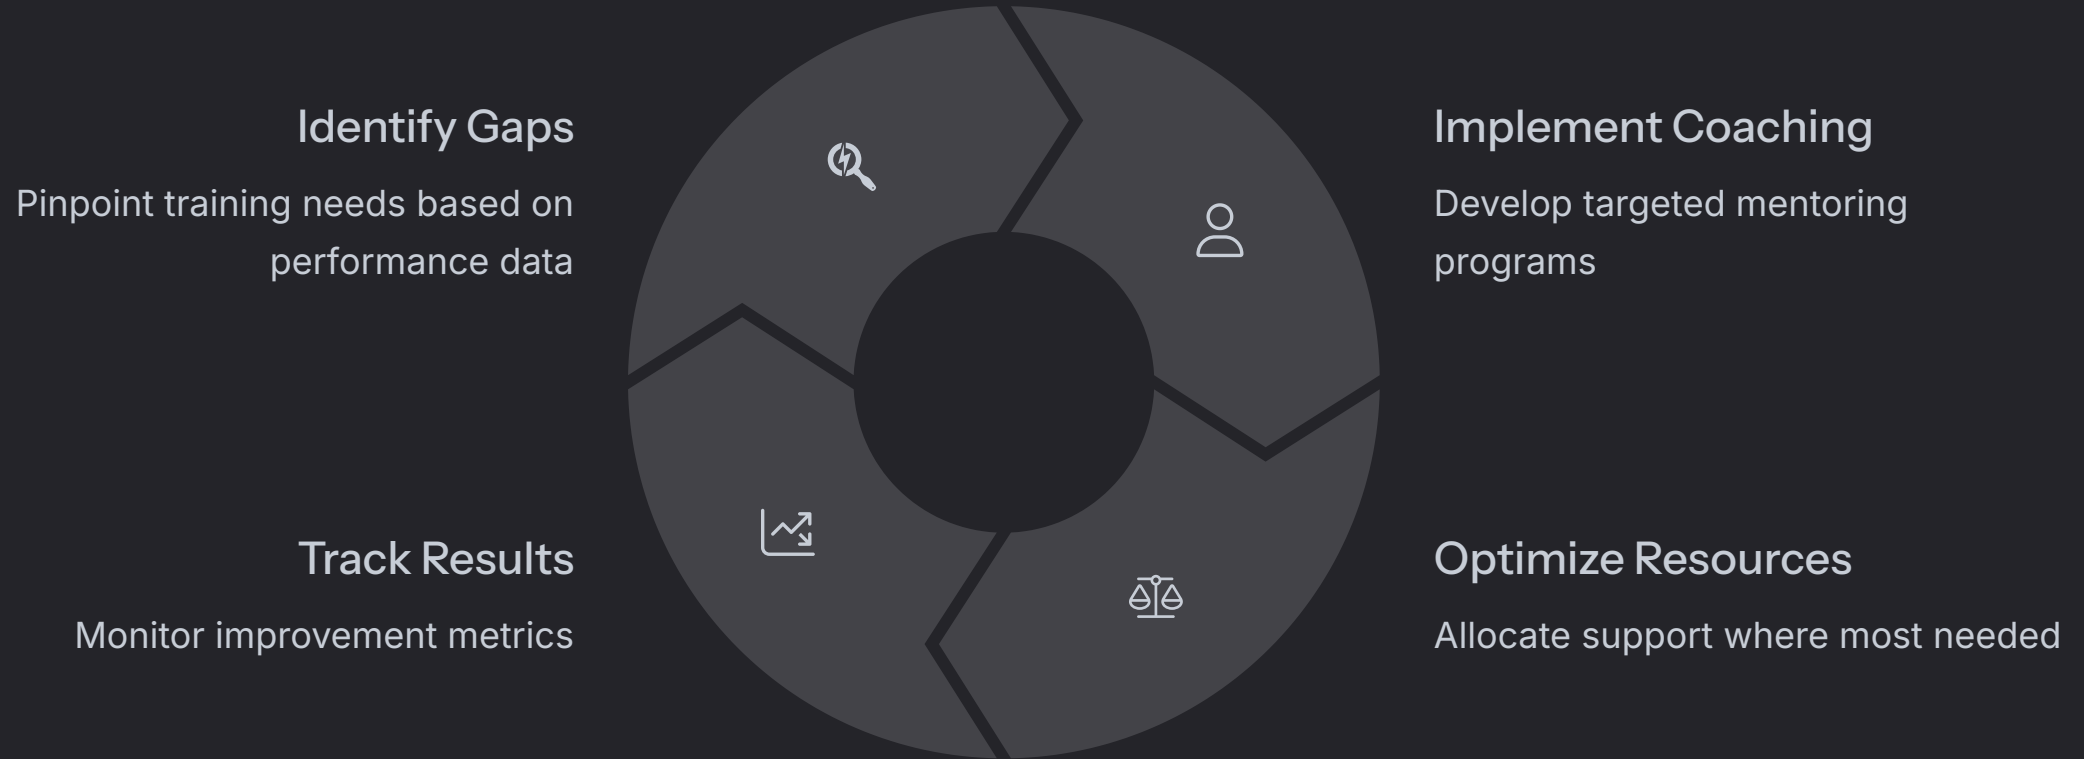 Identify Gaps
Pinpoint training needs based on
performance data
Implement Coaching
Develop targeted mentoring
programs
Track Results
Monitor improvement metrics
Optimize Resources
Allocate support where most needed